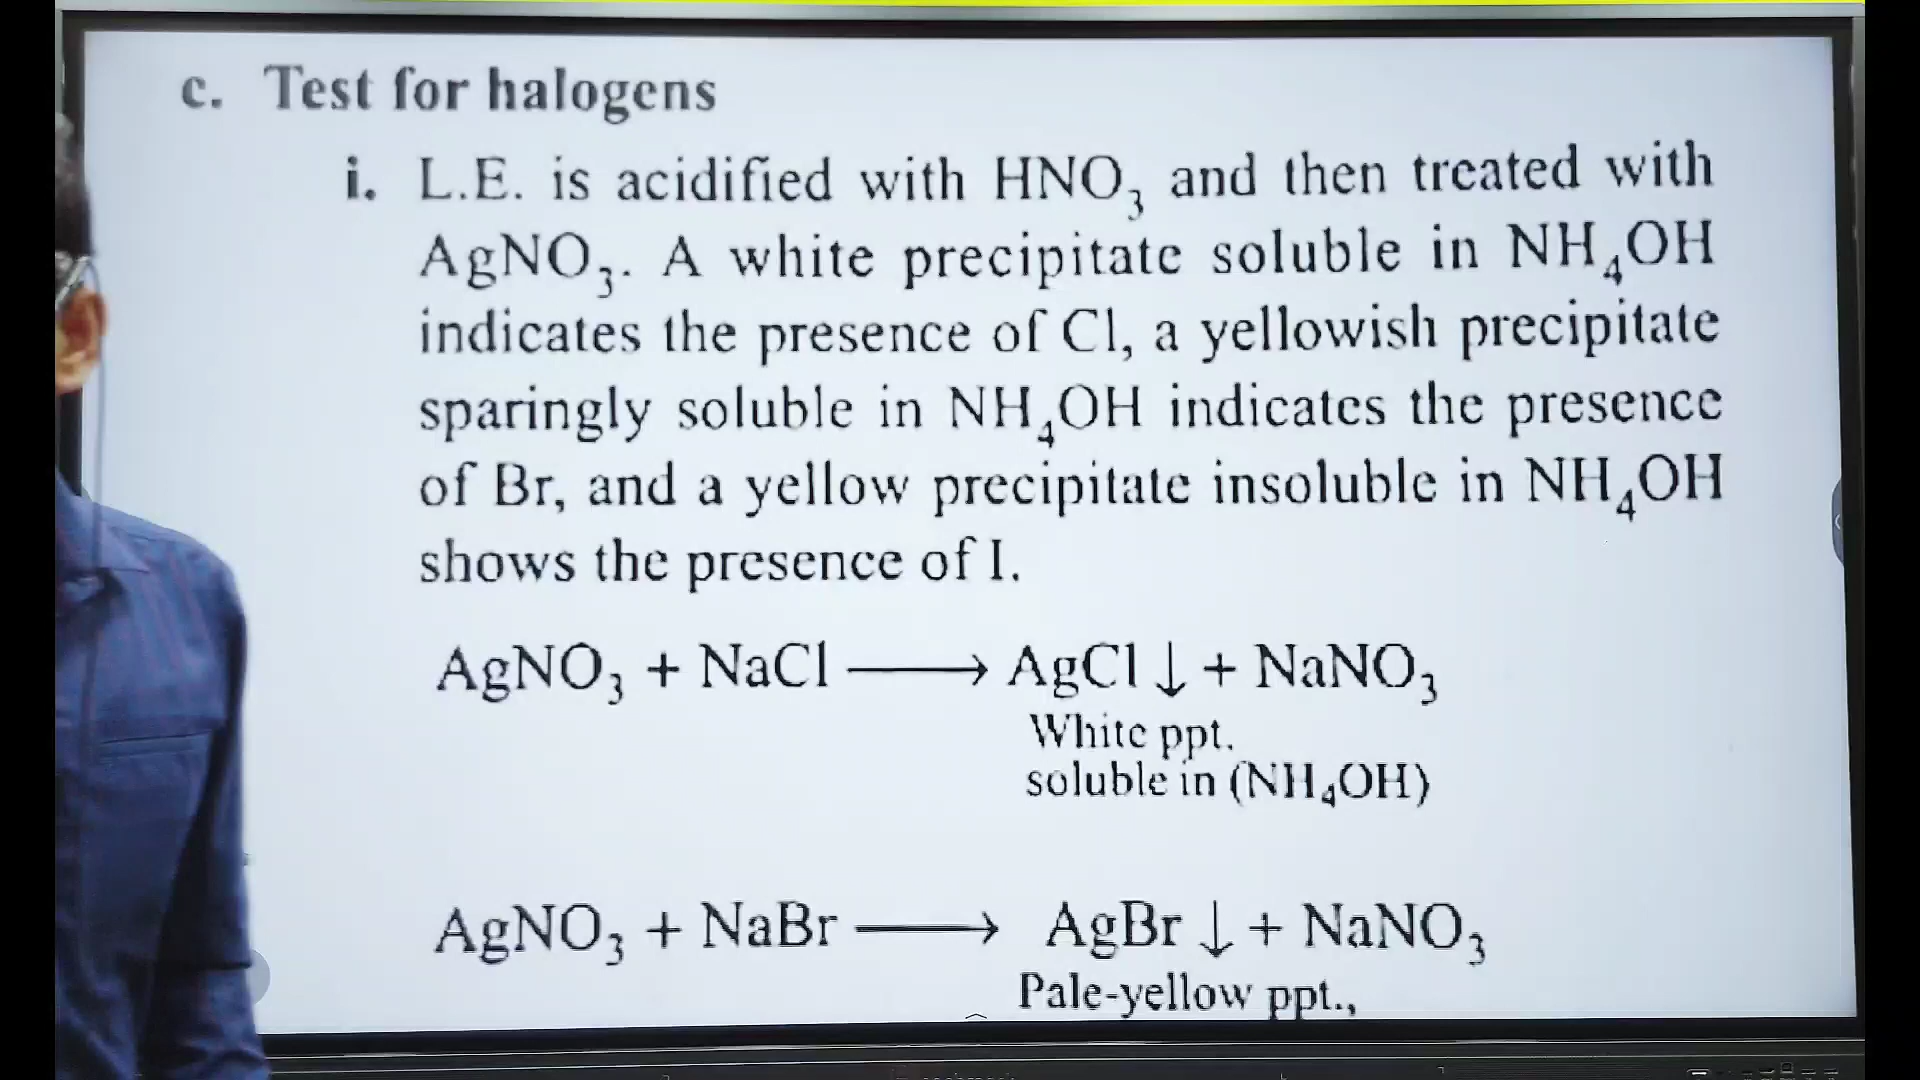 c. Test for halogens
i. L.E. is acidified with HNO₃ and then treated with
AgNO₃. A white precipitate soluble in NH₄OH
indicates the presence of Cl, a yellowish precipitate
sparingly soluble in NH₄OH indicates the presence
of Br, and a yellow precipitate insoluble in NH₄OH
shows the presence of I.
AgNO₃ + NaCl ⟶ AgCl ↓ + NaNO₃
White ppt.
soluble in (NH₄OH)
AgNO₃ + NaBr ⟶ AgBr ↓ + NaNO₃
Pale-yellow ppt.,